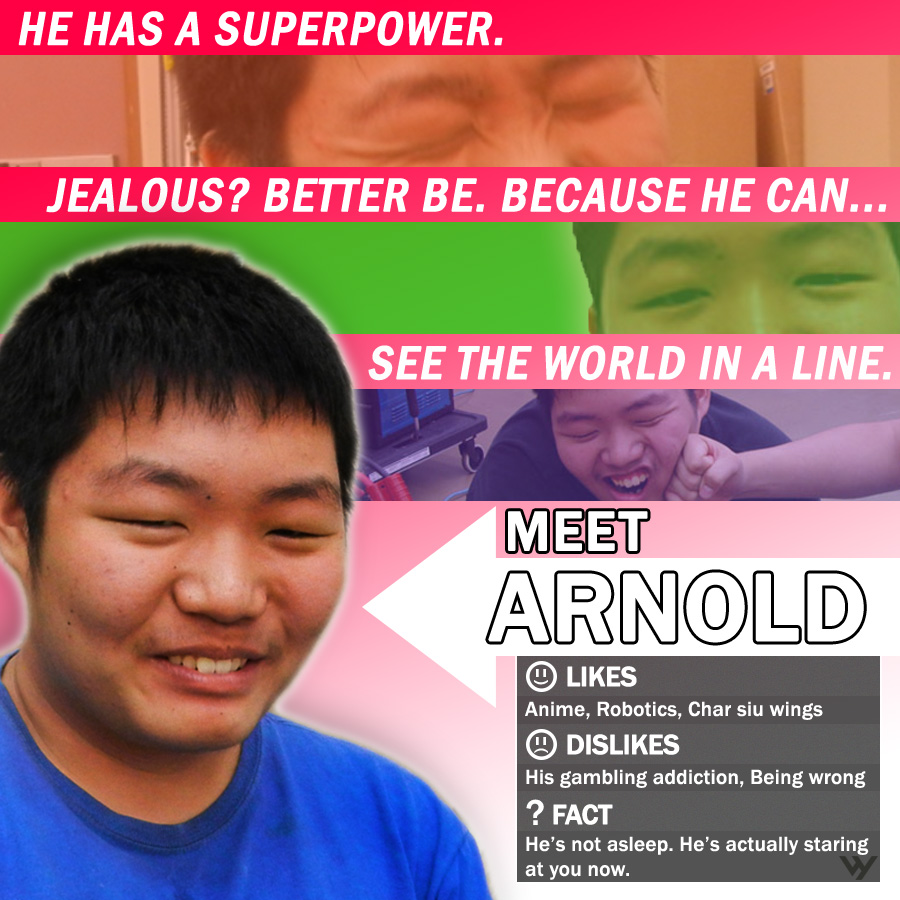 HE HAS A SUPERPOWER.
JEALOUS? BETTER BE. BECAUSE HE CAN...
SEE THE WORLD IN A LINE.
MEET
ARNOLD
LIKES
Anime, Robotics, Char siu wings
DISLIKES
His gambling addiction, Being wrong
? FACT
He's not asleep. He's actually staring
at you now.